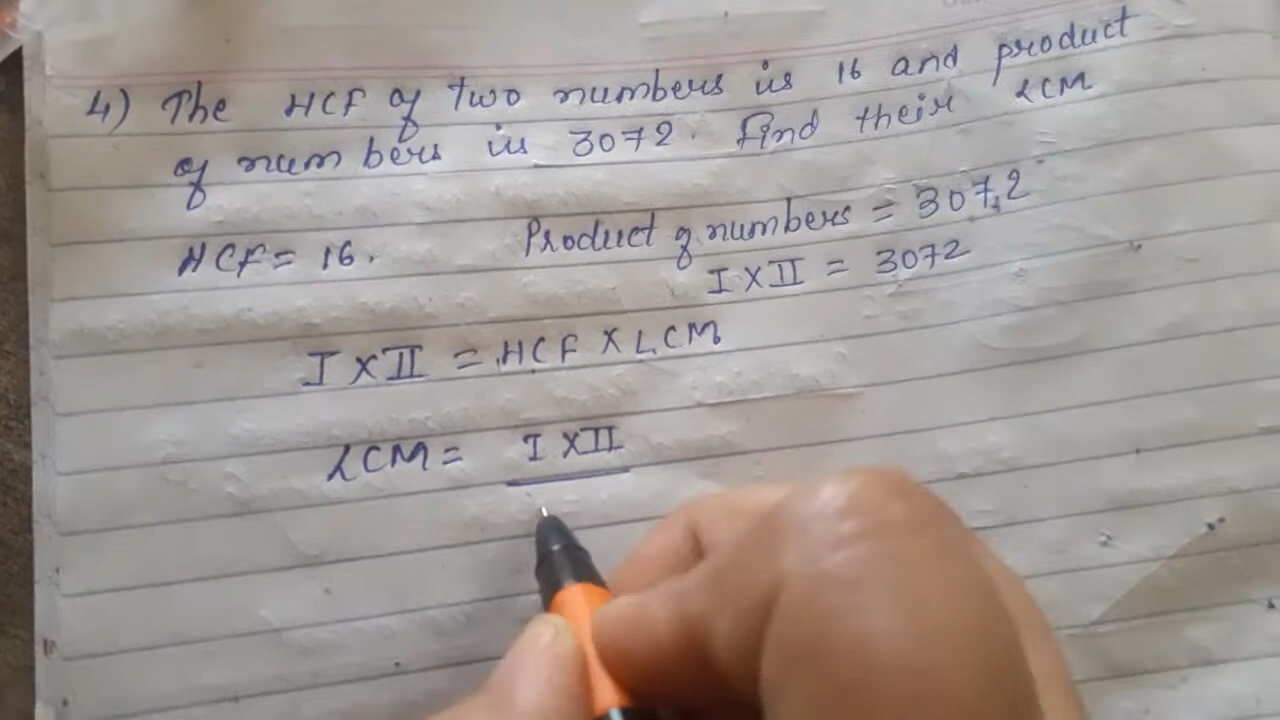 4) The HCF of two numbers is 16 and product
of numbers is 3072. Find their LCM
HCF = 16. Product of numbers = 3072
I X II = 3072
I X II = HCF X LCM
LCM = I X II